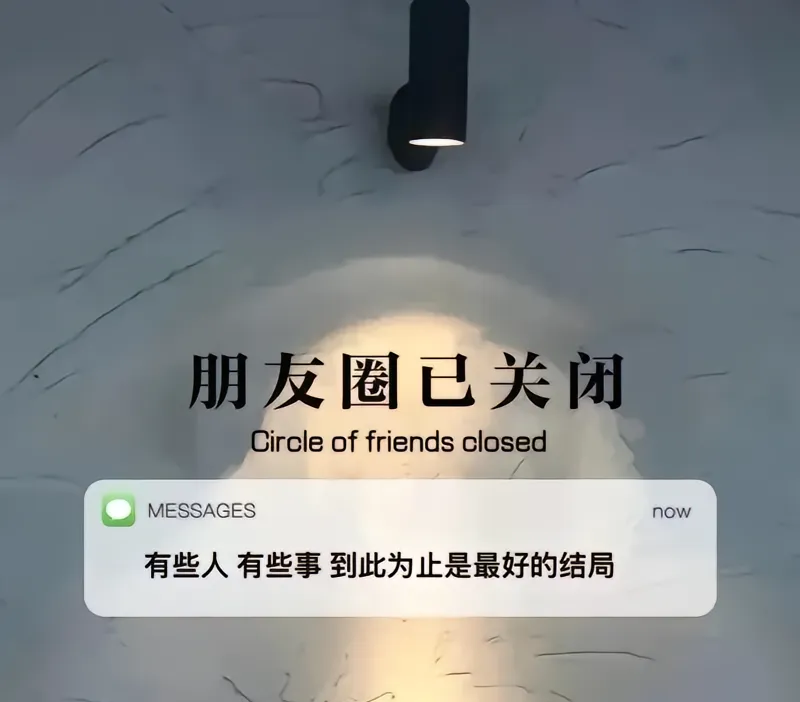 朋友圈已关闭
Circle of friends closed
MESSAGES now
有些人 有些事 到此为止是最好的结局